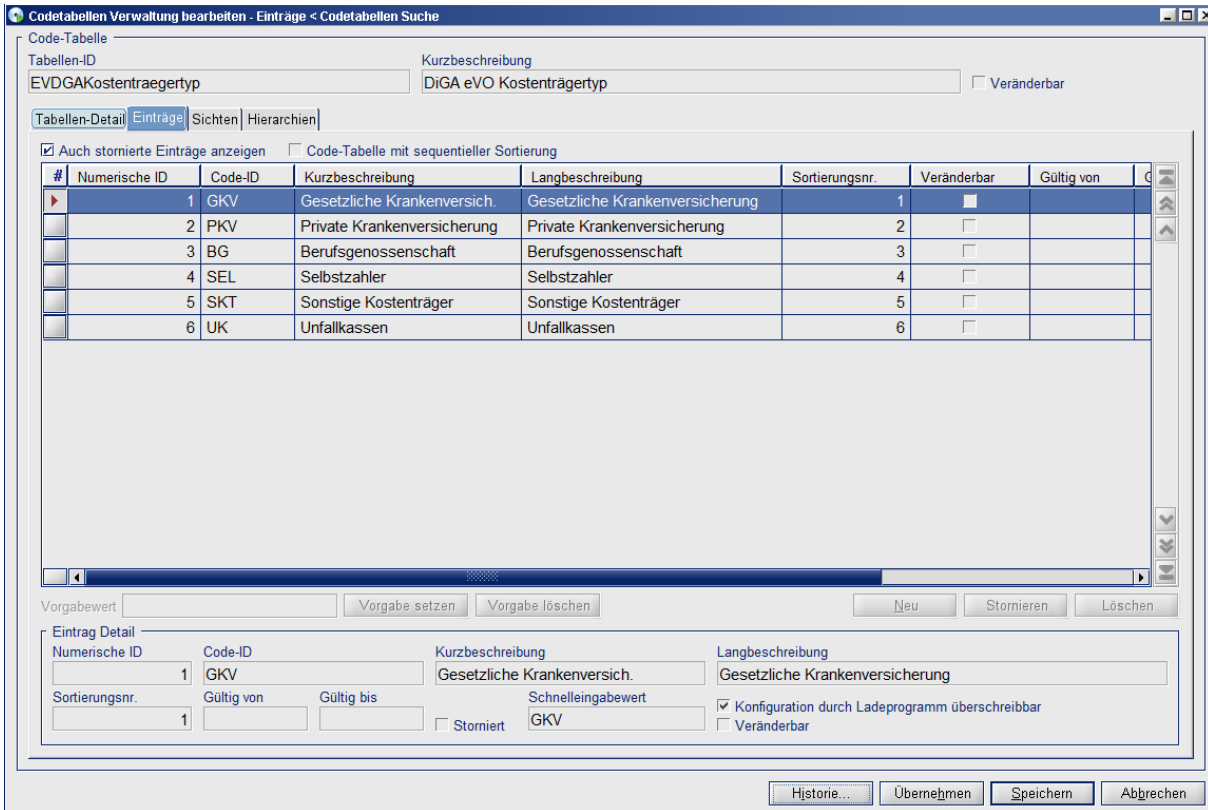 Codetabellen Verwaltung bearbeiten - Einträge < Codetabellen Suche
Code-Tabelle
Tabellen-ID Kurzbeschreibung
EVDGAKostentraegertyp DiGA eVO Kostenträgertyp Veränderbar
Tabellen-Detail Einträge Sichten Hierarchien
Auch stornierte Einträge anzeigen Code-Tabelle mit sequentieller Sortierung
# Numerische ID Code-ID Kurzbeschreibung Langbeschreibung Sortierungsnr. Veränderbar Gültig von
1 GKV Gesetzliche Krankenversich. Gesetzliche Krankenversicherung 1
2 PKV Private Krankenversicherung Private Krankenversicherung 2
3 BG Berufsgenossenschaft Berufsgenossenschaft 3
4 SEL Selbstzahler Selbstzahler 4
5 SKT Sonstige Kostenträger Sonstige Kostenträger 5
6 UK Unfallkassen Unfallkassen 6
Vorgabewert Vorgabe setzen Vorgabe löschen Neu Stornieren Löschen
Eintrag Detail
Numerische ID Code-ID Kurzbeschreibung Langbeschreibung
1 GKV Gesetzliche Krankenversich. Gesetzliche Krankenversicherung
Sortierungsnr. Gültig von Gültig bis Schnelleingabewert
1 Storniert GKV Konfiguration durch Ladeprogramm überschreibbar
Veränderbar
Historie... Übernehmen Speichern Abbrechen